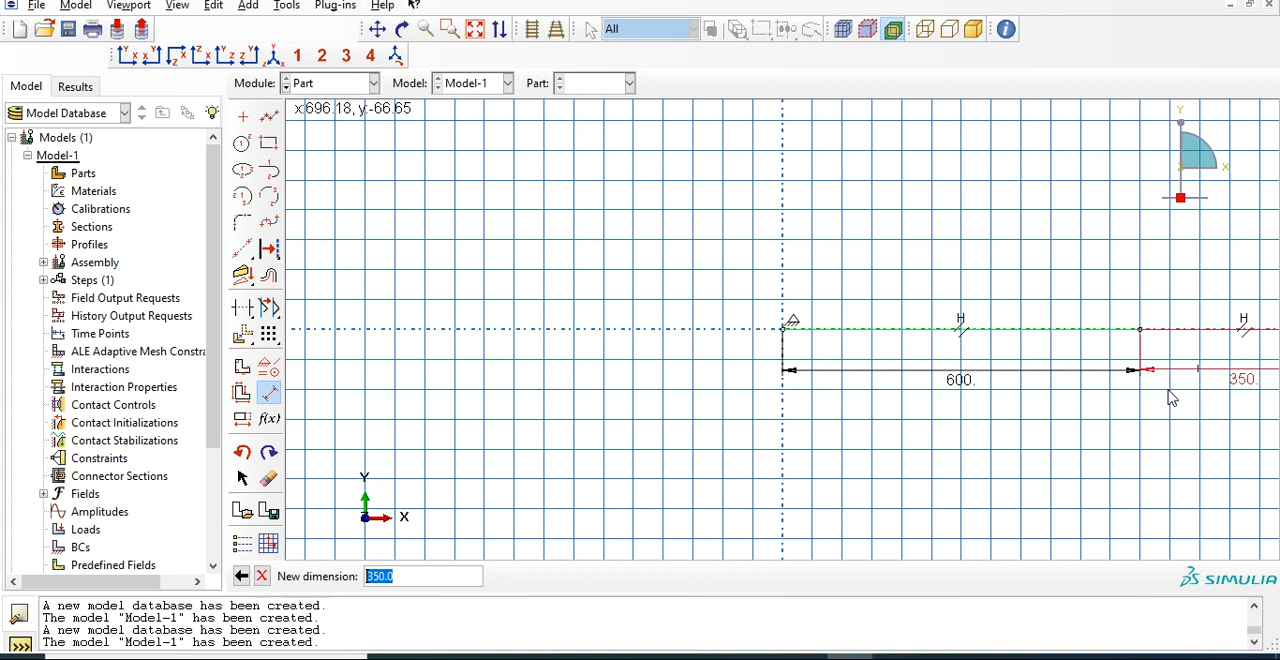 File Model Viewport View Edit Add Tools Plug-ins Help
All
1 2 3 4
Model Results
Module: Part Model: Model-1 Part:
Model Database
x:696.18, y:-66.65
Models (1)
Model-1
Parts
Materials
Calibrations
Sections
Profiles
Assembly
Steps (1)
Field Output Requests
History Output Requests
Time Points
ALE Adaptive Mesh Constra
Interactions
Interaction Properties
Contact Controls
Contact Initializations
Contact Stabilizations
Constraints
Connector Sections
Fields
Amplitudes
Loads
BCs
Predefined Fields
f(x)
Y
X
H H
600. 350.
Y
X
New dimension: 350.0
SIMULIA
A new model database has been created.
The model "Model-1" has been created.
A new model database has been created.
The model "Model-1" has been created.